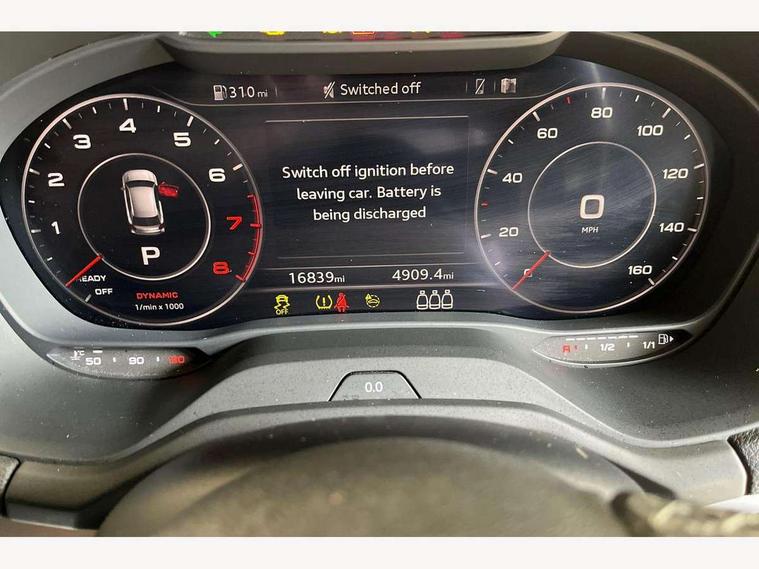 310 mi
Switched off
4
3
5
2
6
1
7
8
READY
OFF
P
DYNAMIC
1/min x 1000
Switch off ignition before
leaving car. Battery is
being discharged
16839mi
4909.4mi
80
60
100
40
120
20
140
0
160
0
MPH
OFF
°C
50
90
130
R
1/2
1/1
0.0